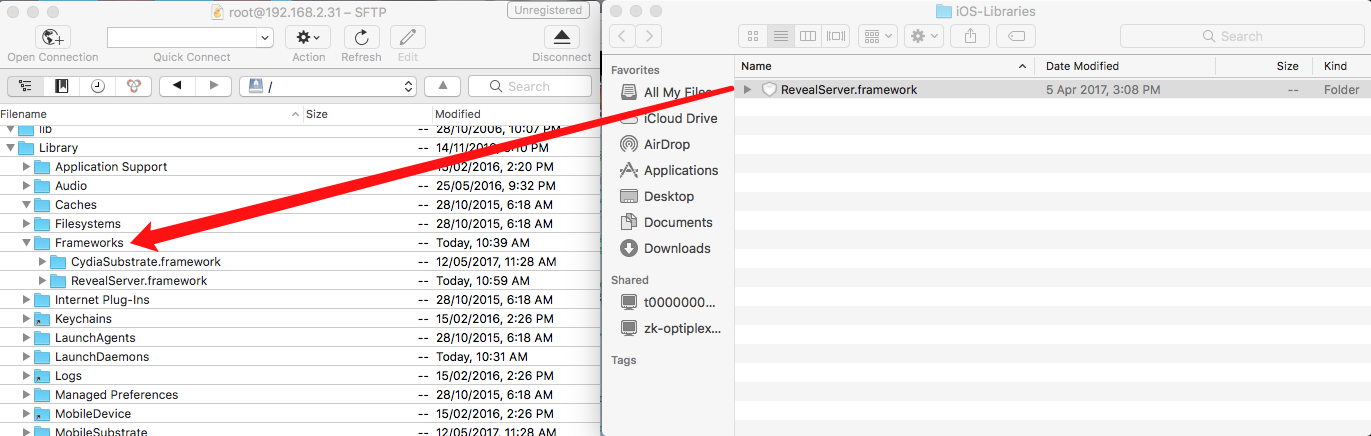 root@192.168.2.31 – SFTP
Unregistered
Open Connection
Quick Connect
Action
Refresh
Edit
Disconnect
/
Search
Filename
Size
Modified
lib -- 28/10/2006, 10:07 PM
Library --
Application Support -- 15/02/2016, 2:20 PM
Audio -- 25/05/2016, 9:32 PM
Caches -- 28/10/2015, 6:18 AM
Filesystems -- 28/10/2015, 6:18 AM
Frameworks -- Today, 10:39 AM
CydiaSubstrate.framework -- 12/05/2017, 11:28 AM
RevealServer.framework -- Today, 10:59 AM
Internet Plug-Ins -- 28/10/2015, 6:18 AM
Keychains -- 15/02/2016, 2:26 PM
LaunchAgents -- 28/10/2015, 6:18 AM
LaunchDaemons -- Today, 10:31 AM
Logs -- 15/02/2016, 2:26 PM
Managed Preferences -- 28/10/2015, 6:18 AM
MobileDevice -- 15/02/2016, 2:26 PM
MobileSubstrate -- 12/05/2017, 11:28 AM
iOS-Libraries
Search
Favorites
All My Files
iCloud Drive
AirDrop
Applications
Desktop
Documents
Downloads
Shared
t0000000...
zk-optiplex...
Tags
Name
Date Modified
Size
Kind
RevealServer.framework
5 Apr 2017, 3:08 PM
--
Folder